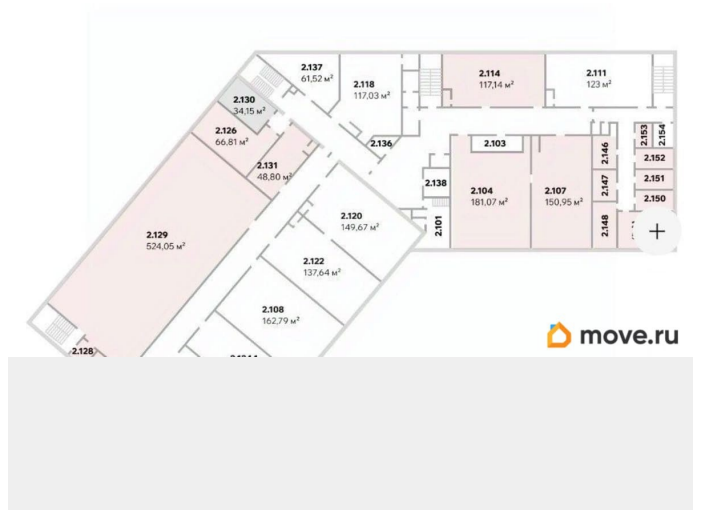 2.137
61,52 м²
2.118
117,03 м²
2.114
117,14 м²
2.111
123 м²
2.130
34,15 м²
2.126
66,81 м²
2.131
48,80 м²
2.136
2.103
2.146
2.153
2.154
2.152
2.151
2.150
2.147
2.148
2.138
2.101
2.104
181,07 м²
2.107
150,95 м²
2.120
149,67 м²
2.122
137,64 м²
2.129
524,05 м²
2.108
162,79 м²
2.128
+
move.ru